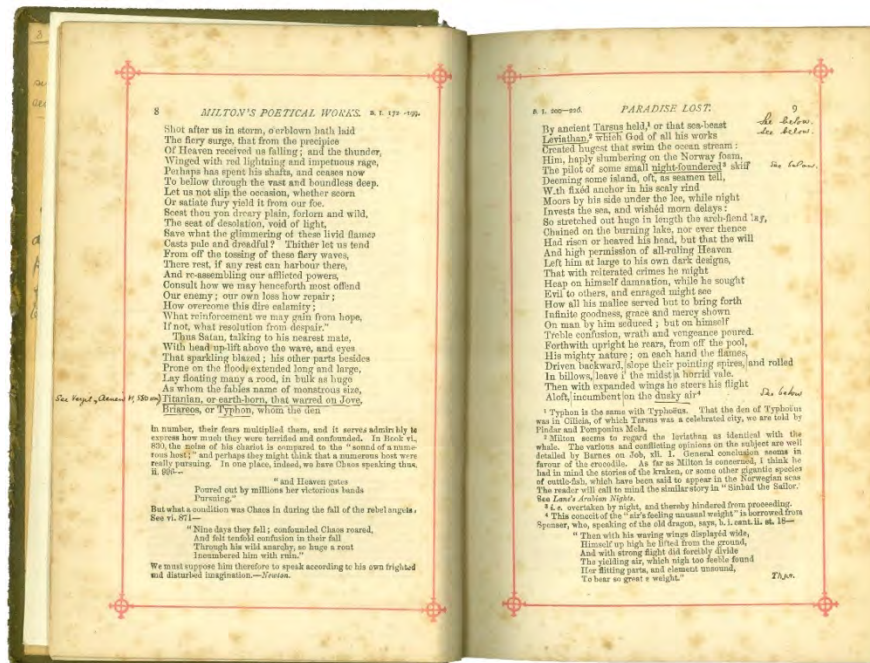 8 MILTON'S POETICAL WORKS. B. I. 172-199.
Shot after us in storm, o'erblown hath laid
The fiery surge, that from the precipice
Of Heaven received us falling; and the thunder,
Winged with red lightning and impetuous rage,
Perhaps has spent his shafts, and ceases now
To bellow through the vast and boundless deep.
Let us not slip the occasion, whether scorn
Or satiate fury yield it from our foe.
Seest thou yon dreary plain, forlorn and wild,
The seat of desolation, void of light,
Save what the glimmering of these livid flames
Casts pale and dreadful? Thither let us tend
From off the tossing of these fiery waves,
There rest, if any rest can harbour there,
And re-assembling our afflicted powers,
Consult how we may henceforth most offend
Our enemy; our own loss how repair;
How overcome this dire calamity;
What reinforcement we may gain from hope,
If not, what resolution from despair."
Thus Satan, talking to his nearest mate,
With head up-lift above the wave, and eyes
That sparkling blazed; his other parts besides
Prone on the flood, extended long and large,
Lay floating many a rood, in bulk as huge
As whom the fables name of monstrous size,
Titanian, or earth-born, that warred on Jove,
Briareos, or Typhon, whom the den
in number, their fears multiplied them, and it serves admirably to
express how much they were terrified and confounded. In Book vi.
830, the noise of his chariot is compared to the "sound of a nume-
rous host;" and perhaps they might think that a numerous host were
really pursuing. In one place, indeed, we have Chaos speaking thus,
ii. 996—
"and Heaven gates
Poured out by millions her victorious bands
Pursuing."
But what a condition was Chaos in during the fall of the rebel angels.
See vi. 871—
"Nine days they fell; confounded Chaos roared,
And felt tenfold confusion in their fall
Through his wild anarchy, so huge a rout
Incumbered him with ruin."
We must suppose him therefore to speak according to his own frighted
and disturbed imagination.—Newton.
B. I. 200-226. PARADISE LOST. 9
By ancient Tarsus held,¹ or that sea-beast See below.
Leviathan,² which God of all his works see below.
Created hugest that swim the ocean stream:
Him, haply slumbering on the Norway foam,
The pilot of some small night-foundered³ skiff See below.
Deeming some island, oft, as seamen tell,
With fixéd anchor in his scaly rind
Moors by his side under the lee, while night
Invests the sea, and wishéd morn delays:
So stretched out huge in length the arch-fiend lay,
Chained on the burning lake, nor ever thence
Had risen or heaved his head, but that the will
And high permission of all-ruling Heaven
Left him at large to his own dark designs,
That with reiterated crimes he might
Heap on himself damnation, while he sought
Evil to others, and enraged might see
How all his malice served but to bring forth
Infinite goodness, grace and mercy shown
On man by him seduced; but on himself
Treble confusion, wrath and vengeance poured.
Forthwith upright he rears, from off the pool,
His mighty nature; on each hand the flames,
Driven backward, slope their pointing spires, and rolled
In billows, leave i' the midst a horrid vale.
Then with expanded wings he steers his flight
Aloft, incumbent on the dusky air⁴ See below
¹ Typhon is the same with Typhoëus. That the den of Typhoëus
was in Cilicia, of which Tarsus was a celebrated city, we are told by
Pindar and Pomponius Mela.
² Milton seems to regard the leviathan as identical with the
whale. The various and conflicting opinions on the subject are well
detailed by Barnes on Job, xli. 1. General conclusion seems in
favour of the crocodile. As far as Milton is concerned, I think he
had in mind the stories of the kraken, or some other gigantic species
of cuttle-fish, which have been said to appear in the Norwegian seas
The reader will call to mind the similar story in "Sinbad the Sailor."
See Lane's Arabian Nights.
³ i. e. overtaken by night, and thereby hindered from proceeding.
⁴ This conceit of the "air's feeling unusual weight" is borrowed from
Spenser, who, speaking of the old dragon, says, b. i. cant. ii. st. 18—
"Then with his waving wings displayed wide,
Himself up high he lifted from the ground,
And with strong flight did forcibly divide
The yielding air, which nigh too feeble found
Her flitting parts, and element unsound,
To bear so great a weight." Thyer.